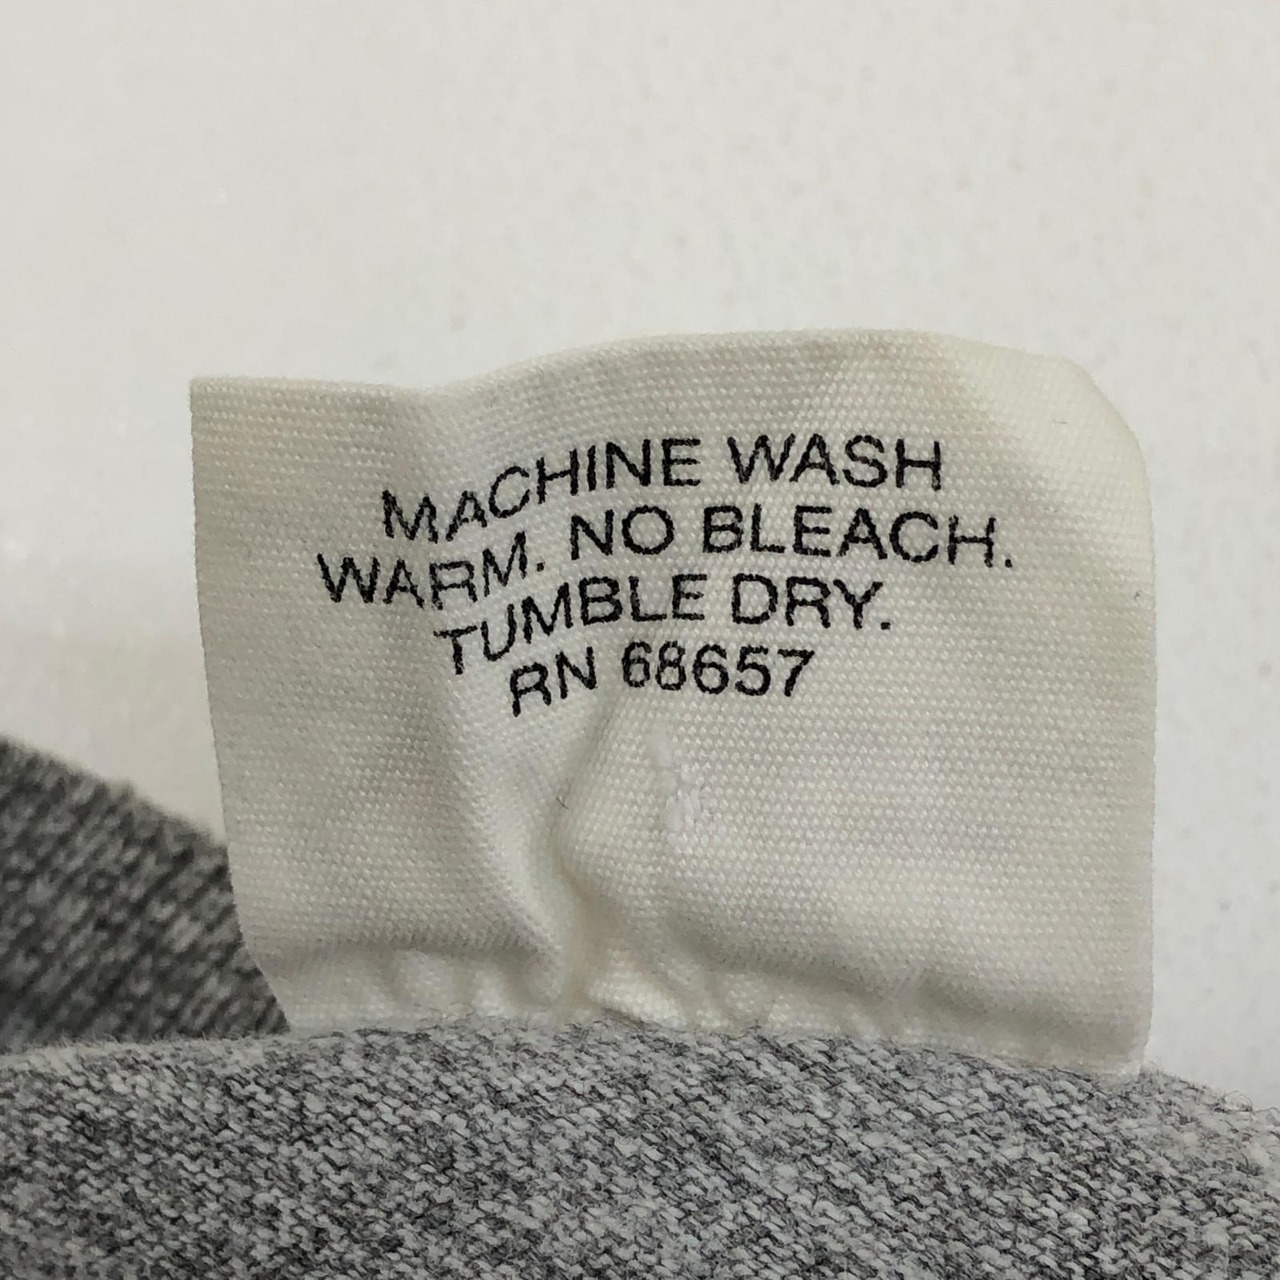 MACHINE WASH
WARM. NO BLEACH.
TUMBLE DRY.
RN 68657